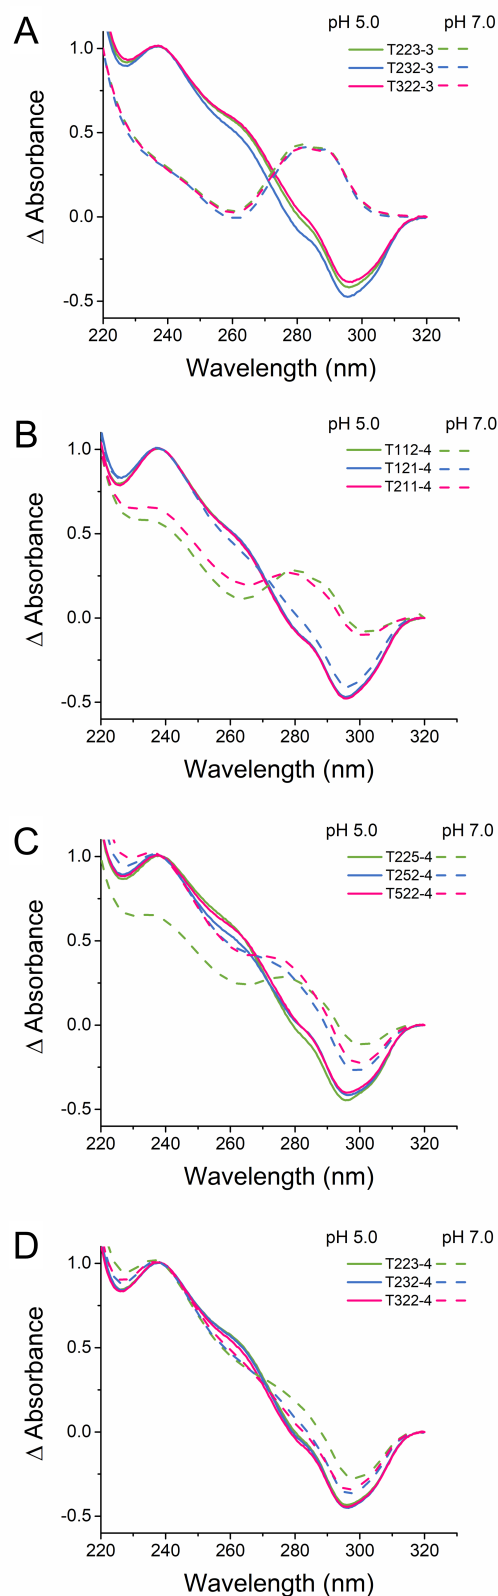 A
pH 5.0 pH 7.0
T223-3
T232-3
T322-3
1.0
0.5
0.0
-0.5
Δ Absorbance
220 240 260 280 300 320
Wavelength (nm)
B
pH 5.0 pH 7.0
T112-4
T121-4
T211-4
1.0
0.5
0.0
-0.5
Δ Absorbance
220 240 260 280 300 320
Wavelength (nm)
C
pH 5.0 pH 7.0
T225-4
T252-4
T522-4
1.0
0.5
0.0
-0.5
Δ Absorbance
220 240 260 280 300 320
Wavelength (nm)
D
pH 5.0 pH 7.0
T223-4
T232-4
T322-4
1.0
0.5
0.0
-0.5
Δ Absorbance
220 240 260 280 300 320
Wavelength (nm)